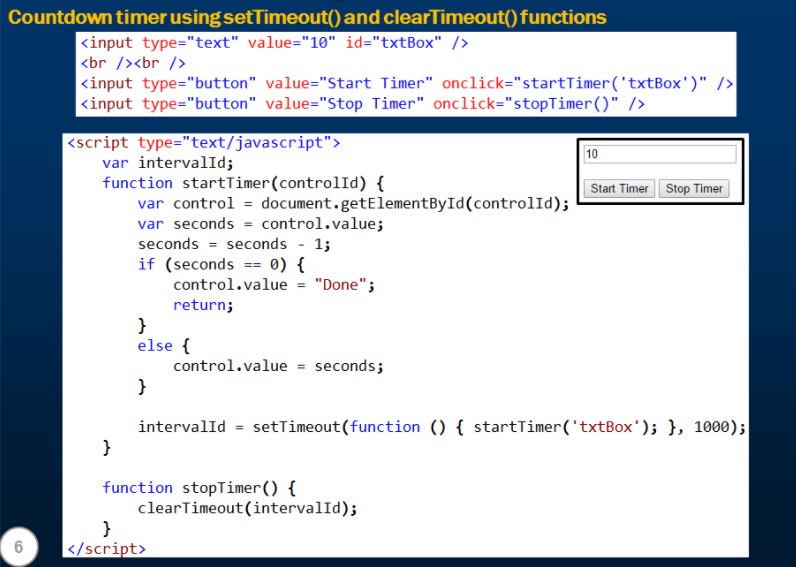 Countdown timer using setTimeout() and clearTimeout() functions
<input type="text" value="10" id="txtBox" />
<br /><br />
<input type="button" value="Start Timer" onclick="startTimer('txtBox')" />
<input type="button" value="Stop Timer" onclick="stopTimer()" />
<script type="text/javascript">
    var intervalId;
    function startTimer(controlId) {
        var control = document.getElementById(controlId);
        var seconds = control.value;
        seconds = seconds - 1;
        if (seconds == 0) {
            control.value = "Done";
            return;
        }
        else {
            control.value = seconds;
        }

        intervalId = setTimeout(function () { startTimer('txtBox'); }, 1000);
    }

    function stopTimer() {
        clearTimeout(intervalId);
    }
</script>
10
Start Timer Stop Timer
6